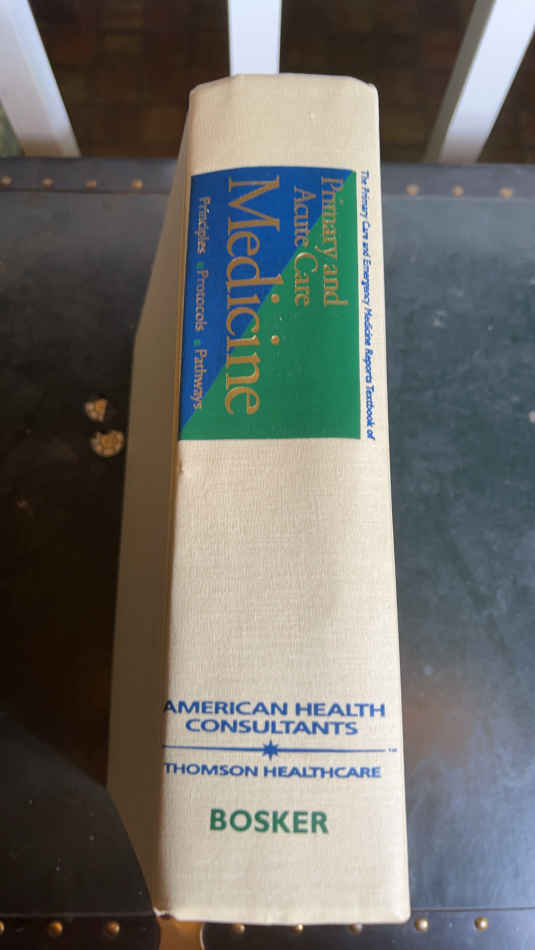 The Primary Care and Emergency Medicine Reports Textbook of
Primary and
Acute Care
Medicine
Principles ■ Protocols ■ Pathways
AMERICAN HEALTH
CONSULTANTS
™
THOMSON HEALTHCARE
BOSKER